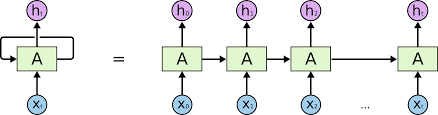 hₜ h₀ h₁ h₂ hₜ
A = A A A A
xₜ x₀ x₁ x₂ ... xₜ